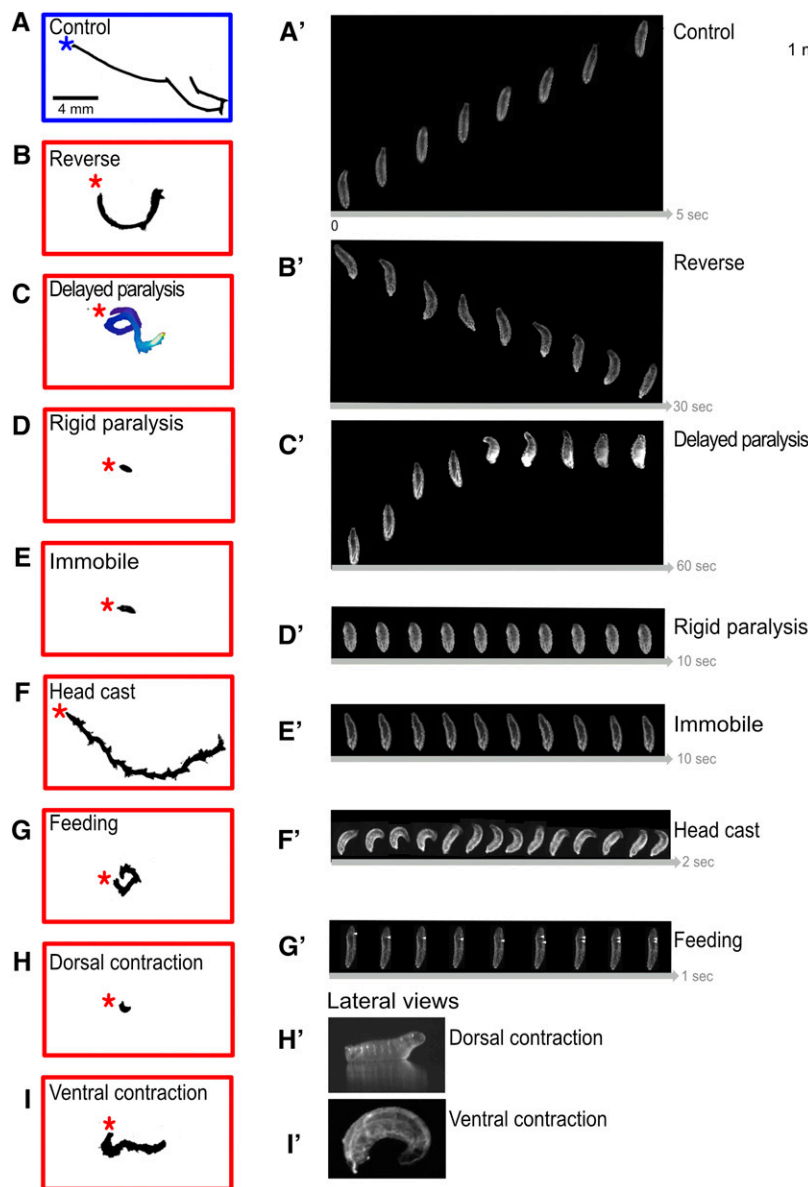 A
Control
*
4 mm
B
Reverse
*
C
Delayed paralysis
*
D
Rigid paralysis
*
E
Immobile
*
F
Head cast
*
G
Feeding
*
H
Dorsal contraction
*
I
Ventral contraction
*
A’
Control
1 m
0
5 sec
B’
Reverse
30 sec
C’
Delayed paralysis
60 sec
D’
Rigid paralysis
10 sec
E’
Immobile
10 sec
F’
Head cast
2 sec
G’
Feeding
1 sec
Lateral views
H’
Dorsal contraction
I’
Ventral contraction